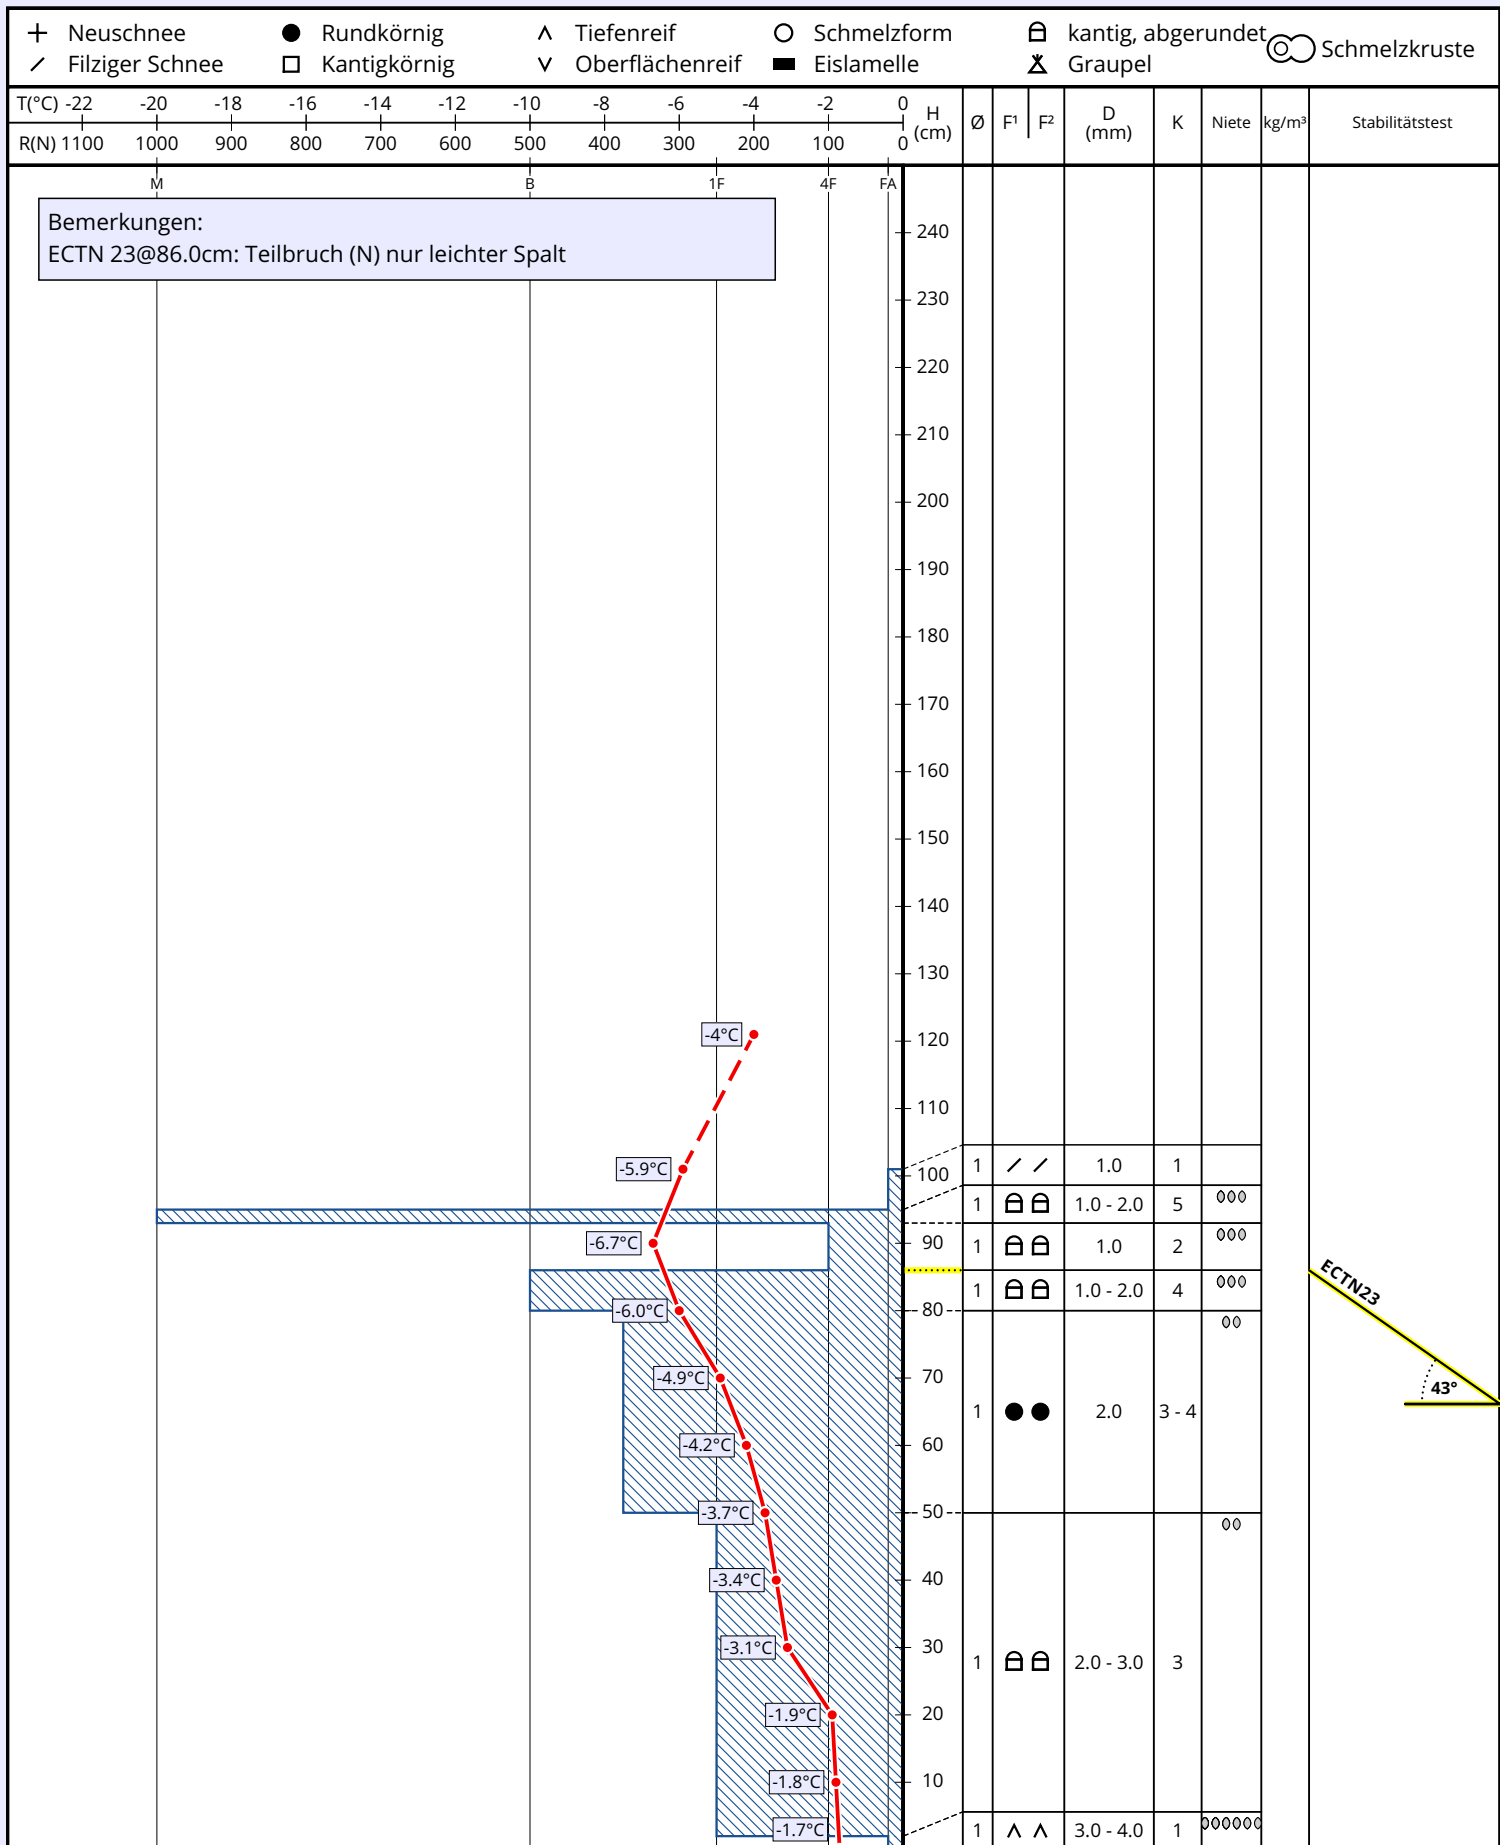 Neuschnee Rundkörnig Tiefenreif Schmelzform kantig, abgerundet Schmelzkruste
Filziger Schnee Kantigkörnig Oberflächenreif Eislamelle Graupel
T(°C) -22 -20 -18 -16 -14 -12 -10 -8 -6 -4 -2 0
R(N) 1100 1000 900 800 700 600 500 400 300 200 100 0
H (cm) Ø F¹ F² D (mm) K Niete kg/m³ Stabilitätstest
M B 1F 4F FA
Bemerkungen:
ECTN 23@86.0cm: Teilbruch (N) nur leichter Spalt
240
230
220
210
200
190
180
170
160
150
140
130
-4°C 120
110
-5.9°C 100 1 1.0 1
1 1.0 - 2.0 5
-6.7°C 90 1 1.0 2
1 1.0 - 2.0 4
ECTN23
-6.0°C 80
-4.9°C 70
43°
1 2.0 3 - 4
-4.2°C 60
-3.7°C 50
-3.4°C 40
-3.1°C 30
1 2.0 - 3.0 3
-1.9°C 20
-1.8°C 10
-1.7°C 1 3.0 - 4.0 1